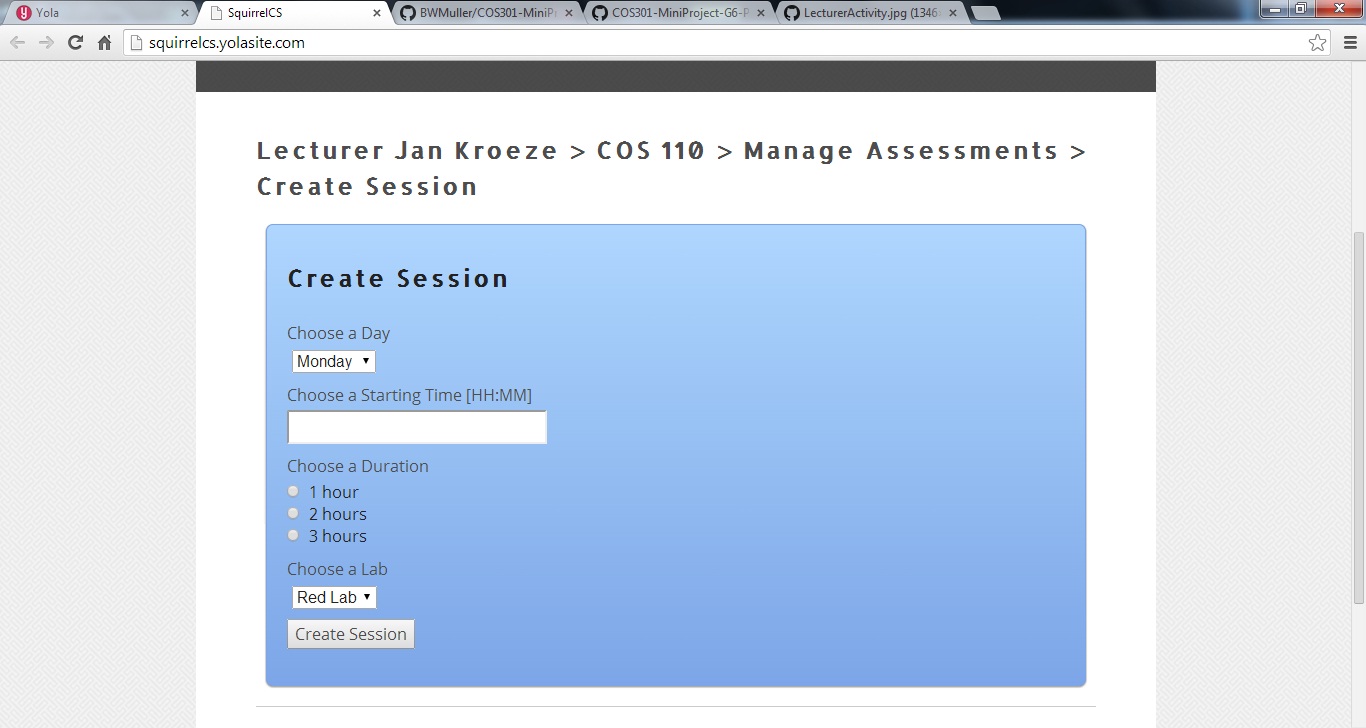 Yola
SquirrelCS
BWMuller/COS301-MiniPr
COS301-MiniProject-G6-P
LecturerActivity.jpg (1346
squirrelcs.yolasite.com
Lecturer Jan Kroeze > COS 110 > Manage Assessments >
Create Session
Create Session
Choose a Day
Monday
Choose a Starting Time [HH:MM]
Choose a Duration
1 hour
2 hours
3 hours
Choose a Lab
Red Lab
Create Session